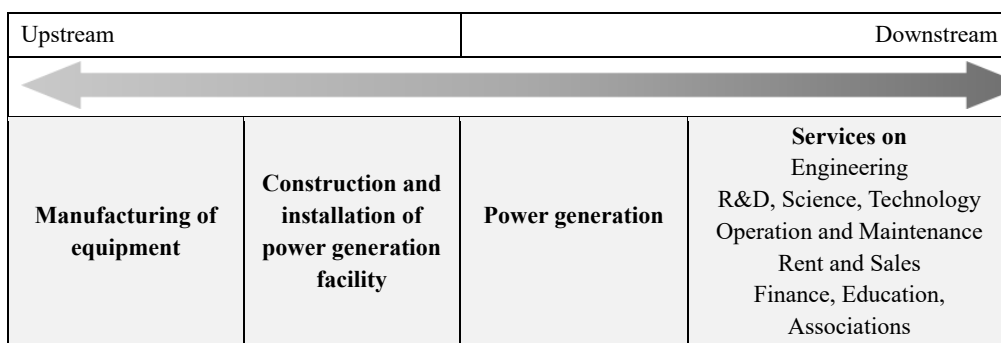 Upstream
Downstream
Manufacturing of
equipment
Construction and
installation of
power generation
facility
Power generation
Services on
Engineering
R&D, Science, Technology
Operation and Maintenance
Rent and Sales
Finance, Education,
Associations